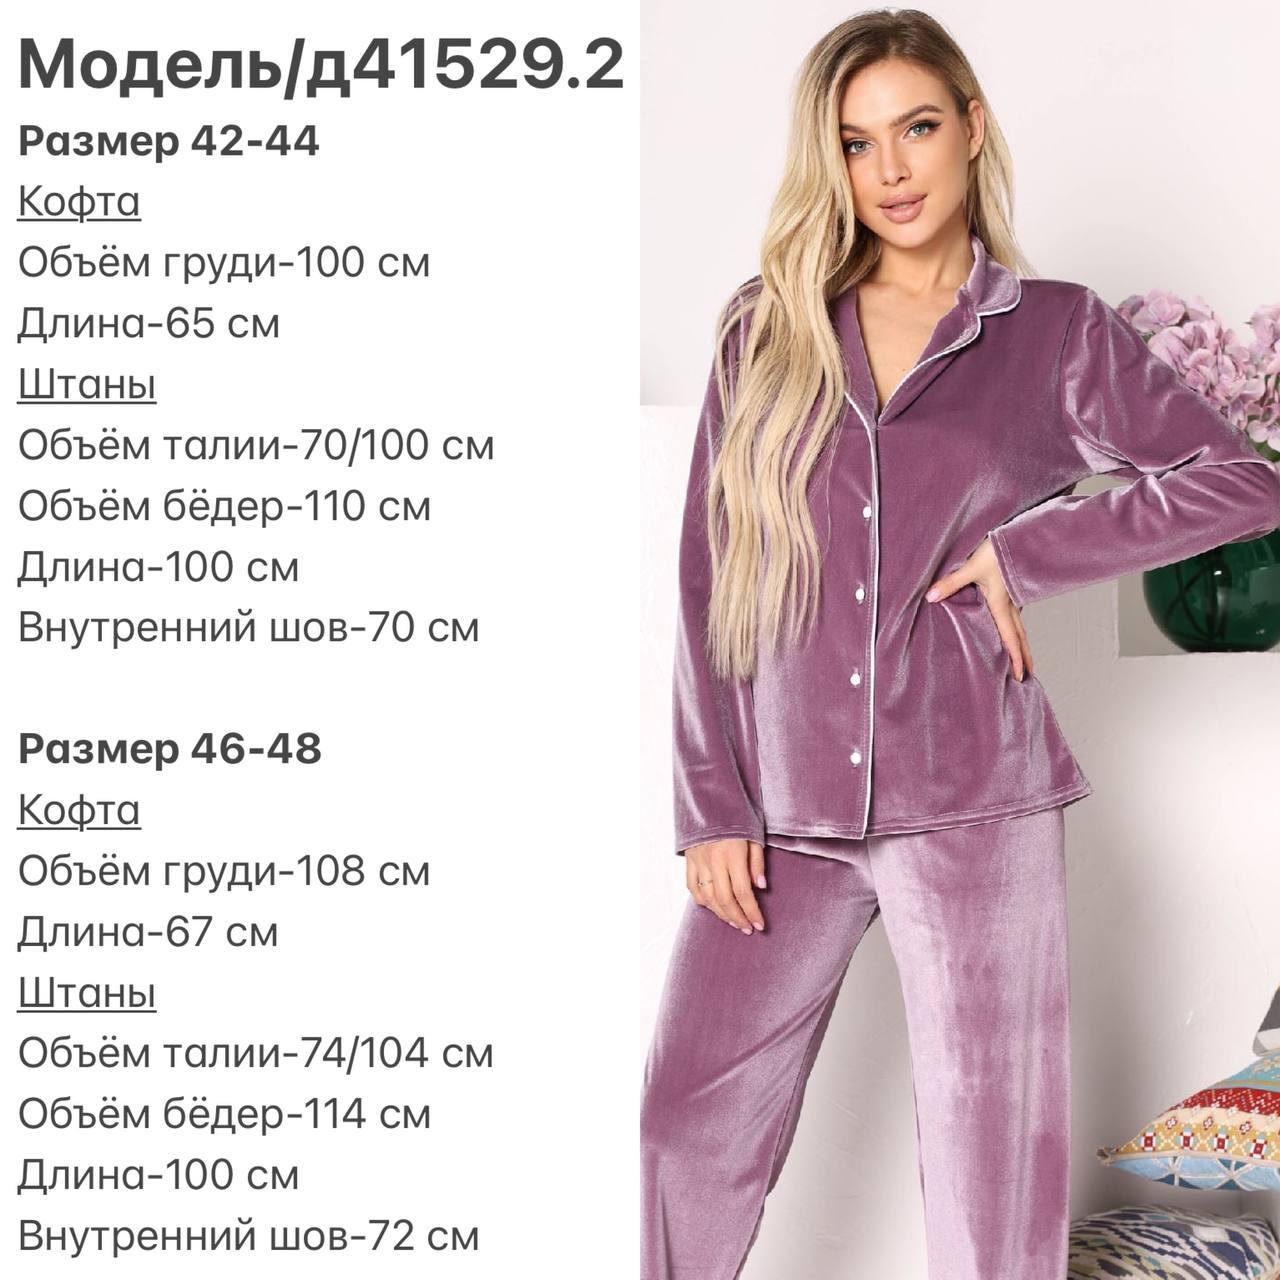 Модель/д41529.2
Размер 42-44
Кофта
Объём груди-100 см
Длина-65 см
Штаны
Объём талии-70/100 см
Объём бёдер-110 см
Длина-100 см
Внутренний шов-70 см
Размер 46-48
Кофта
Объём груди-108 см
Длина-67 см
Штаны
Объём талии-74/104 см
Объём бёдер-114 см
Длина-100 см
Внутренний шов-72 см